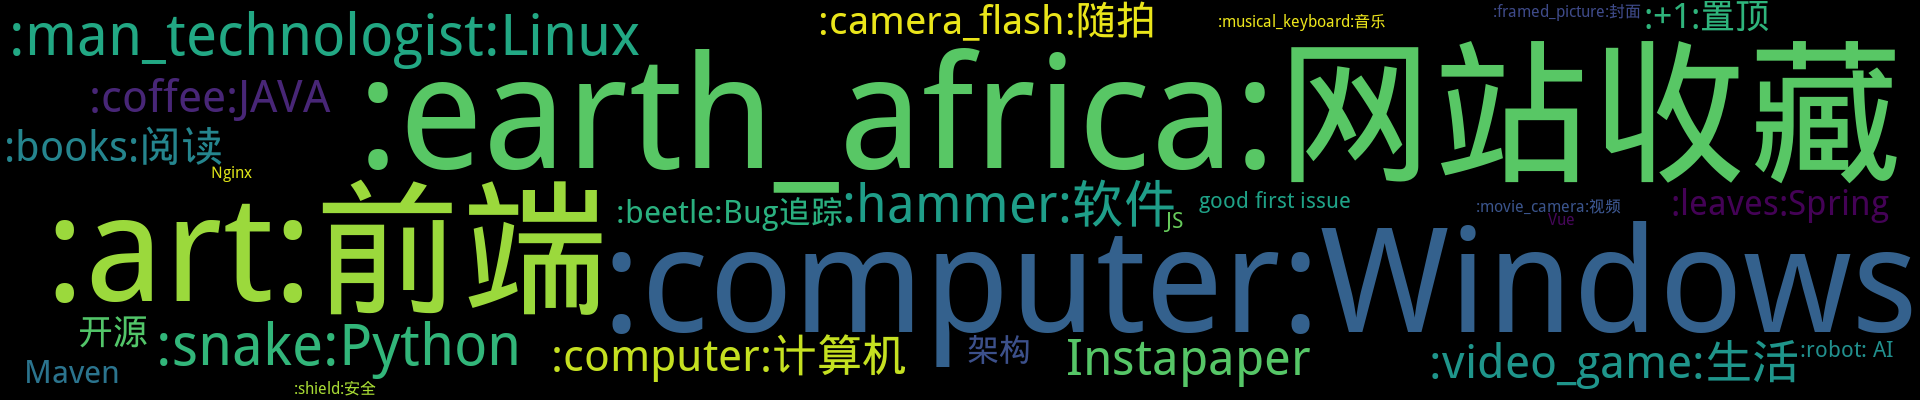 :man_technologist:Linux
:camera_flash:随拍
:musical_keyboard:音乐
:framed_picture:封面
:+1:置顶
:coffee:JAVA
:earth_africa:网站收藏
:books:阅读
Nginx
:art:前端
:beetle:Bug追踪
:hammer:软件
JS
good first issue
:movie_camera:视频
Vue
:leaves:Spring
:computer:Windows
开源
:snake:Python
Maven
:shield:安全
:computer:计算机
架构
Instapaper
:video_game:生活
:robot: AI